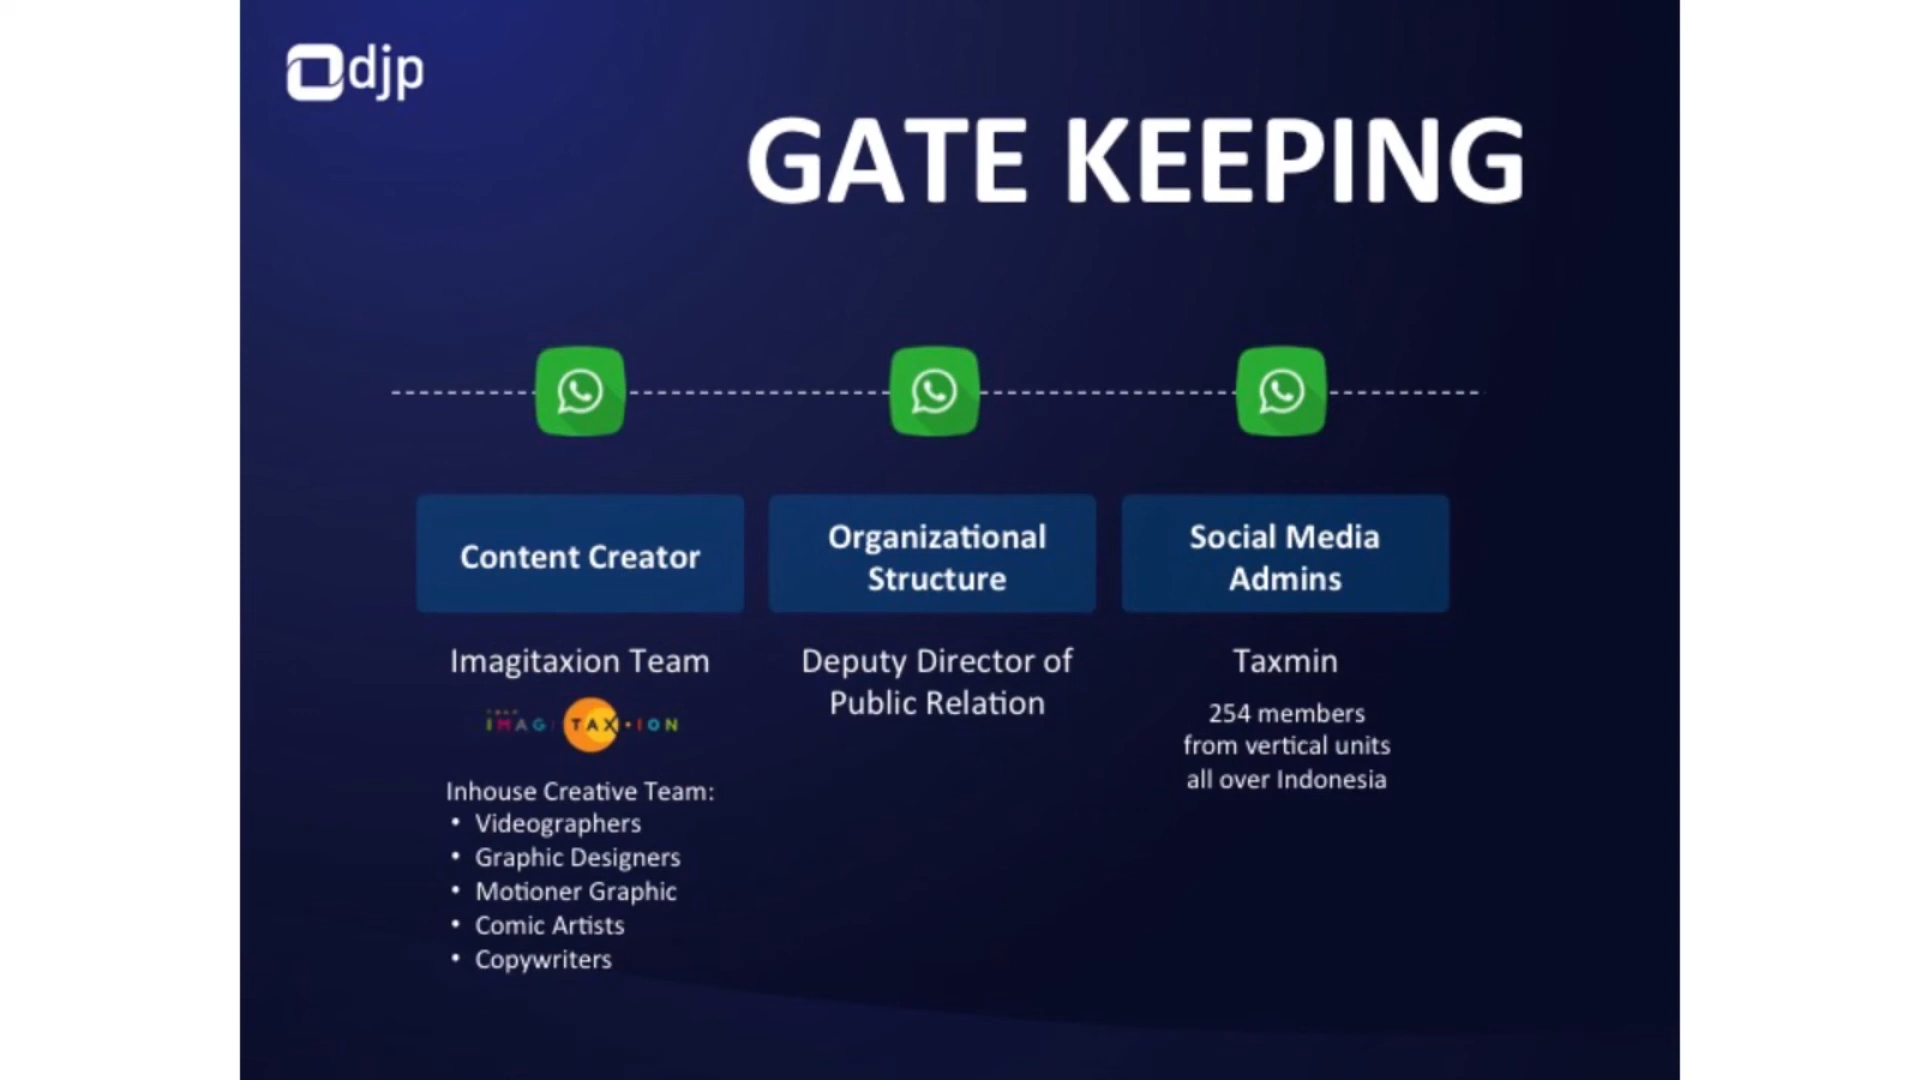 djp
GATE KEEPING
Content Creator
Organizational
Structure
Social Media
Admins
Imagitaxion Team
IMAGI TAX•ION
Deputy Director of
Public Relation
Taxmin
254 members
from vertical units
all over Indonesia
Inhouse Creative Team:
• Videographers
• Graphic Designers
• Motioner Graphic
• Comic Artists
• Copywriters